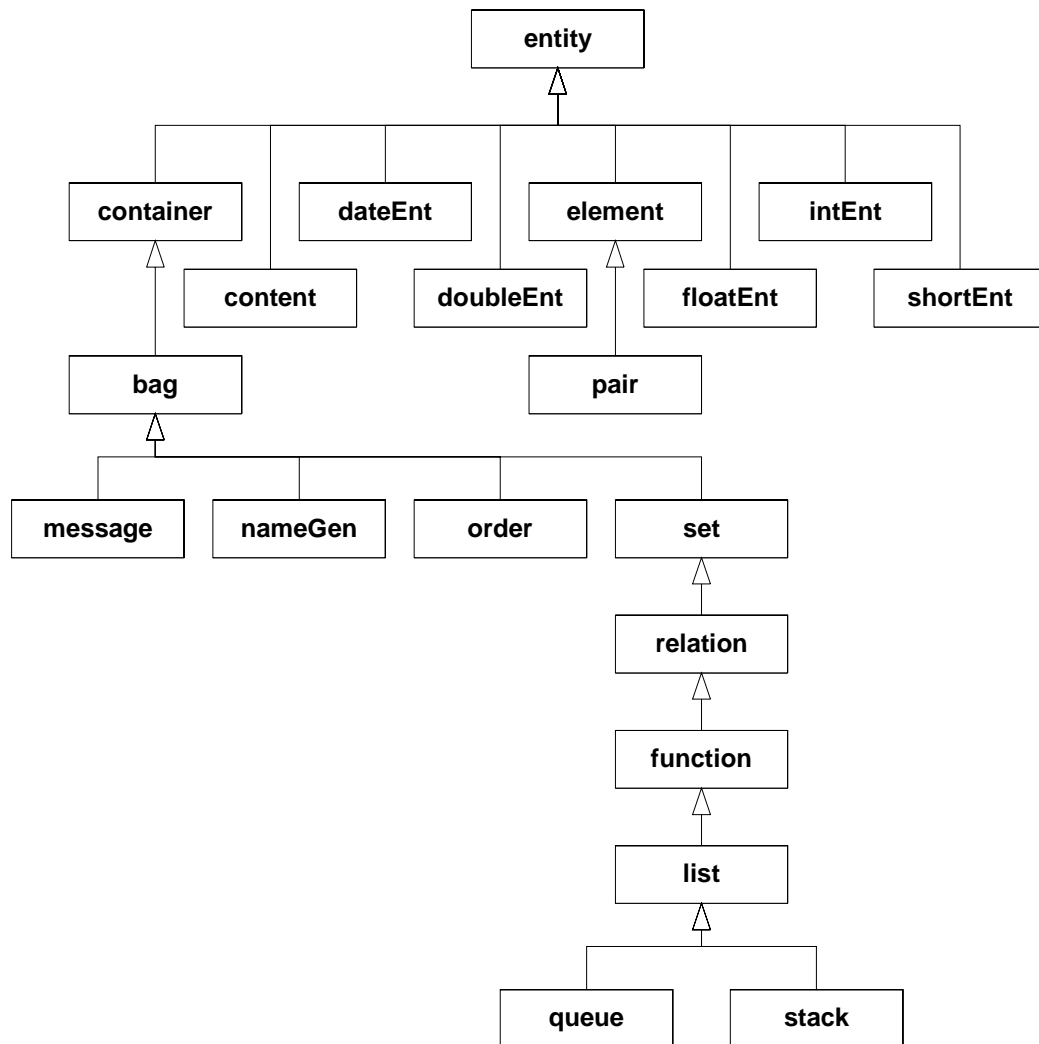 entity
container
dateEnt
element
intEnt
content
doubleEnt
floatEnt
shortEnt
bag
pair
message
nameGen
order
set
relation
function
list
queue
stack